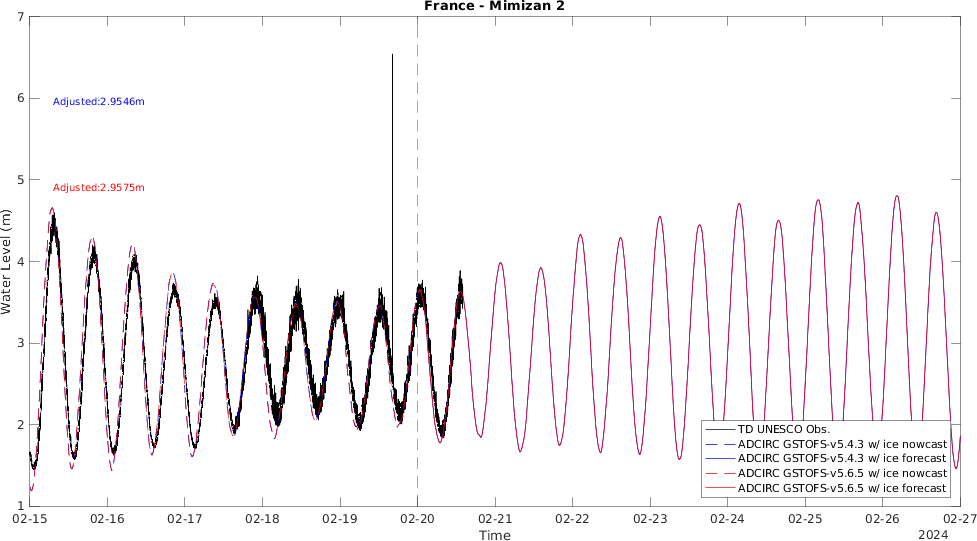 France - Mimizan 2
7
6
5
4
3
2
1
Water Level (m)
Adjusted:2.9546m
Adjusted:2.9575m
TD UNESCO Obs.
ADCIRC GSTOFS-v5.4.3 w/ ice nowcast
ADCIRC GSTOFS-v5.4.3 w/ ice forecast
ADCIRC GSTOFS-v5.6.5 w/ ice nowcast
ADCIRC GSTOFS-v5.6.5 w/ ice forecast
02-15 02-16 02-17 02-18 02-19 02-20 02-21 02-22 02-23 02-24 02-25 02-26 02-27
Time
2024